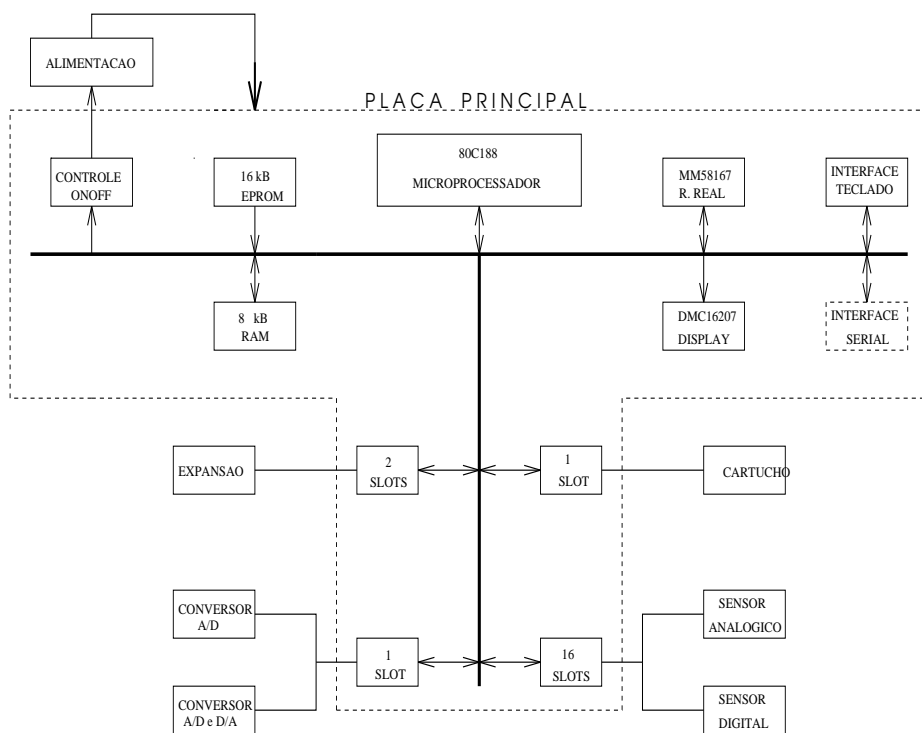 ALIMENTACAO
PLACA PRINCIPAL
CONTROLE
ONOFF
16 kB
EPROM
80C188
MICROPROCESSADOR
MM58167
R. REAL
INTERFACE
TECLADO
8 kB
RAM
DMC16207
DISPLAY
INTERFACE
SERIAL
EXPANSAO
2
SLOTS
1
SLOT
CARTUCHO
CONVERSOR
A/D
1
SLOT
16
SLOTS
SENSOR
ANALOGICO
CONVERSOR
A/D e D/A
SENSOR
DIGITAL